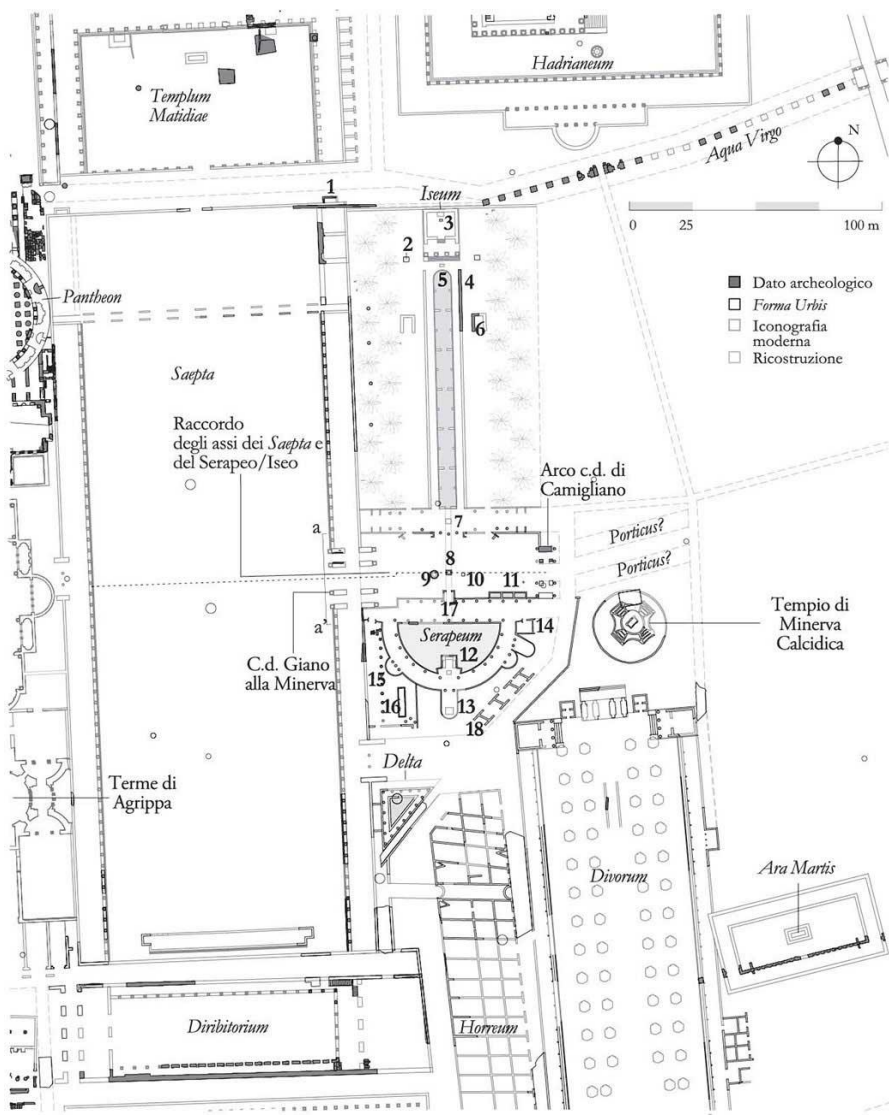 Templum
Matidiae
Hadrianeum
Aqua Virgo
N
0 25 100 m
1
Iseum
3
2
5
4
6
Pantheon
Dato archeologico
Forma Urbis
Iconografia
moderna
Ricostruzione
Saepta
Raccordo
degli assi dei Saepta e
del Serapeo/Iseo
Arco c.d. di
Camigliano
a
7
8
9
10
11
Porticus?
Porticus?
a'
17
Serapeum
14
12
15
16
13
18
C.d. Giano
alla Minerva
Tempio di
Minerva
Calcidica
Delta
Terme di
Agrippa
Divorum
Ara Martis
Diribitorium
Horreum